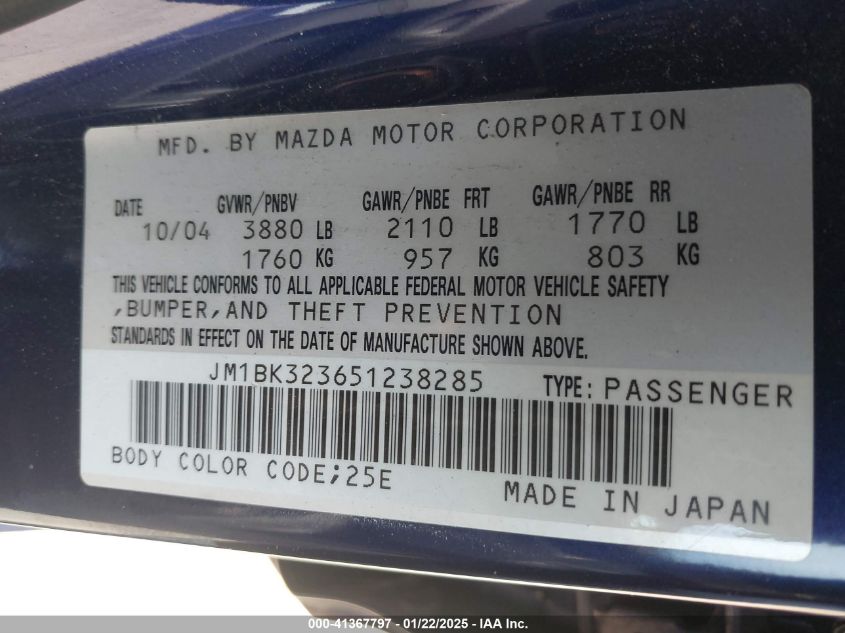 MFD. BY MAZDA MOTOR CORPORATION
DATE GVWR/PNBV GAWR/PNBE FRT GAWR/PNBE RR
10/04 3880 LB 2110 LB 1770 LB
1760 KG 957 KG 803 KG
THIS VEHICLE CONFORMS TO ALL APPLICABLE FEDERAL MOTOR VEHICLE SAFETY
,BUMPER,AND THEFT PREVENTION
STANDARDS IN EFFECT ON THE DATE OF MANUFACTURE SHOWN ABOVE.
JM1BK323651238285 TYPE: PASSENGER
BODY COLOR CODE;25E
MADE IN JAPAN
000-41367797 - 01/22/2025 - IAA Inc.